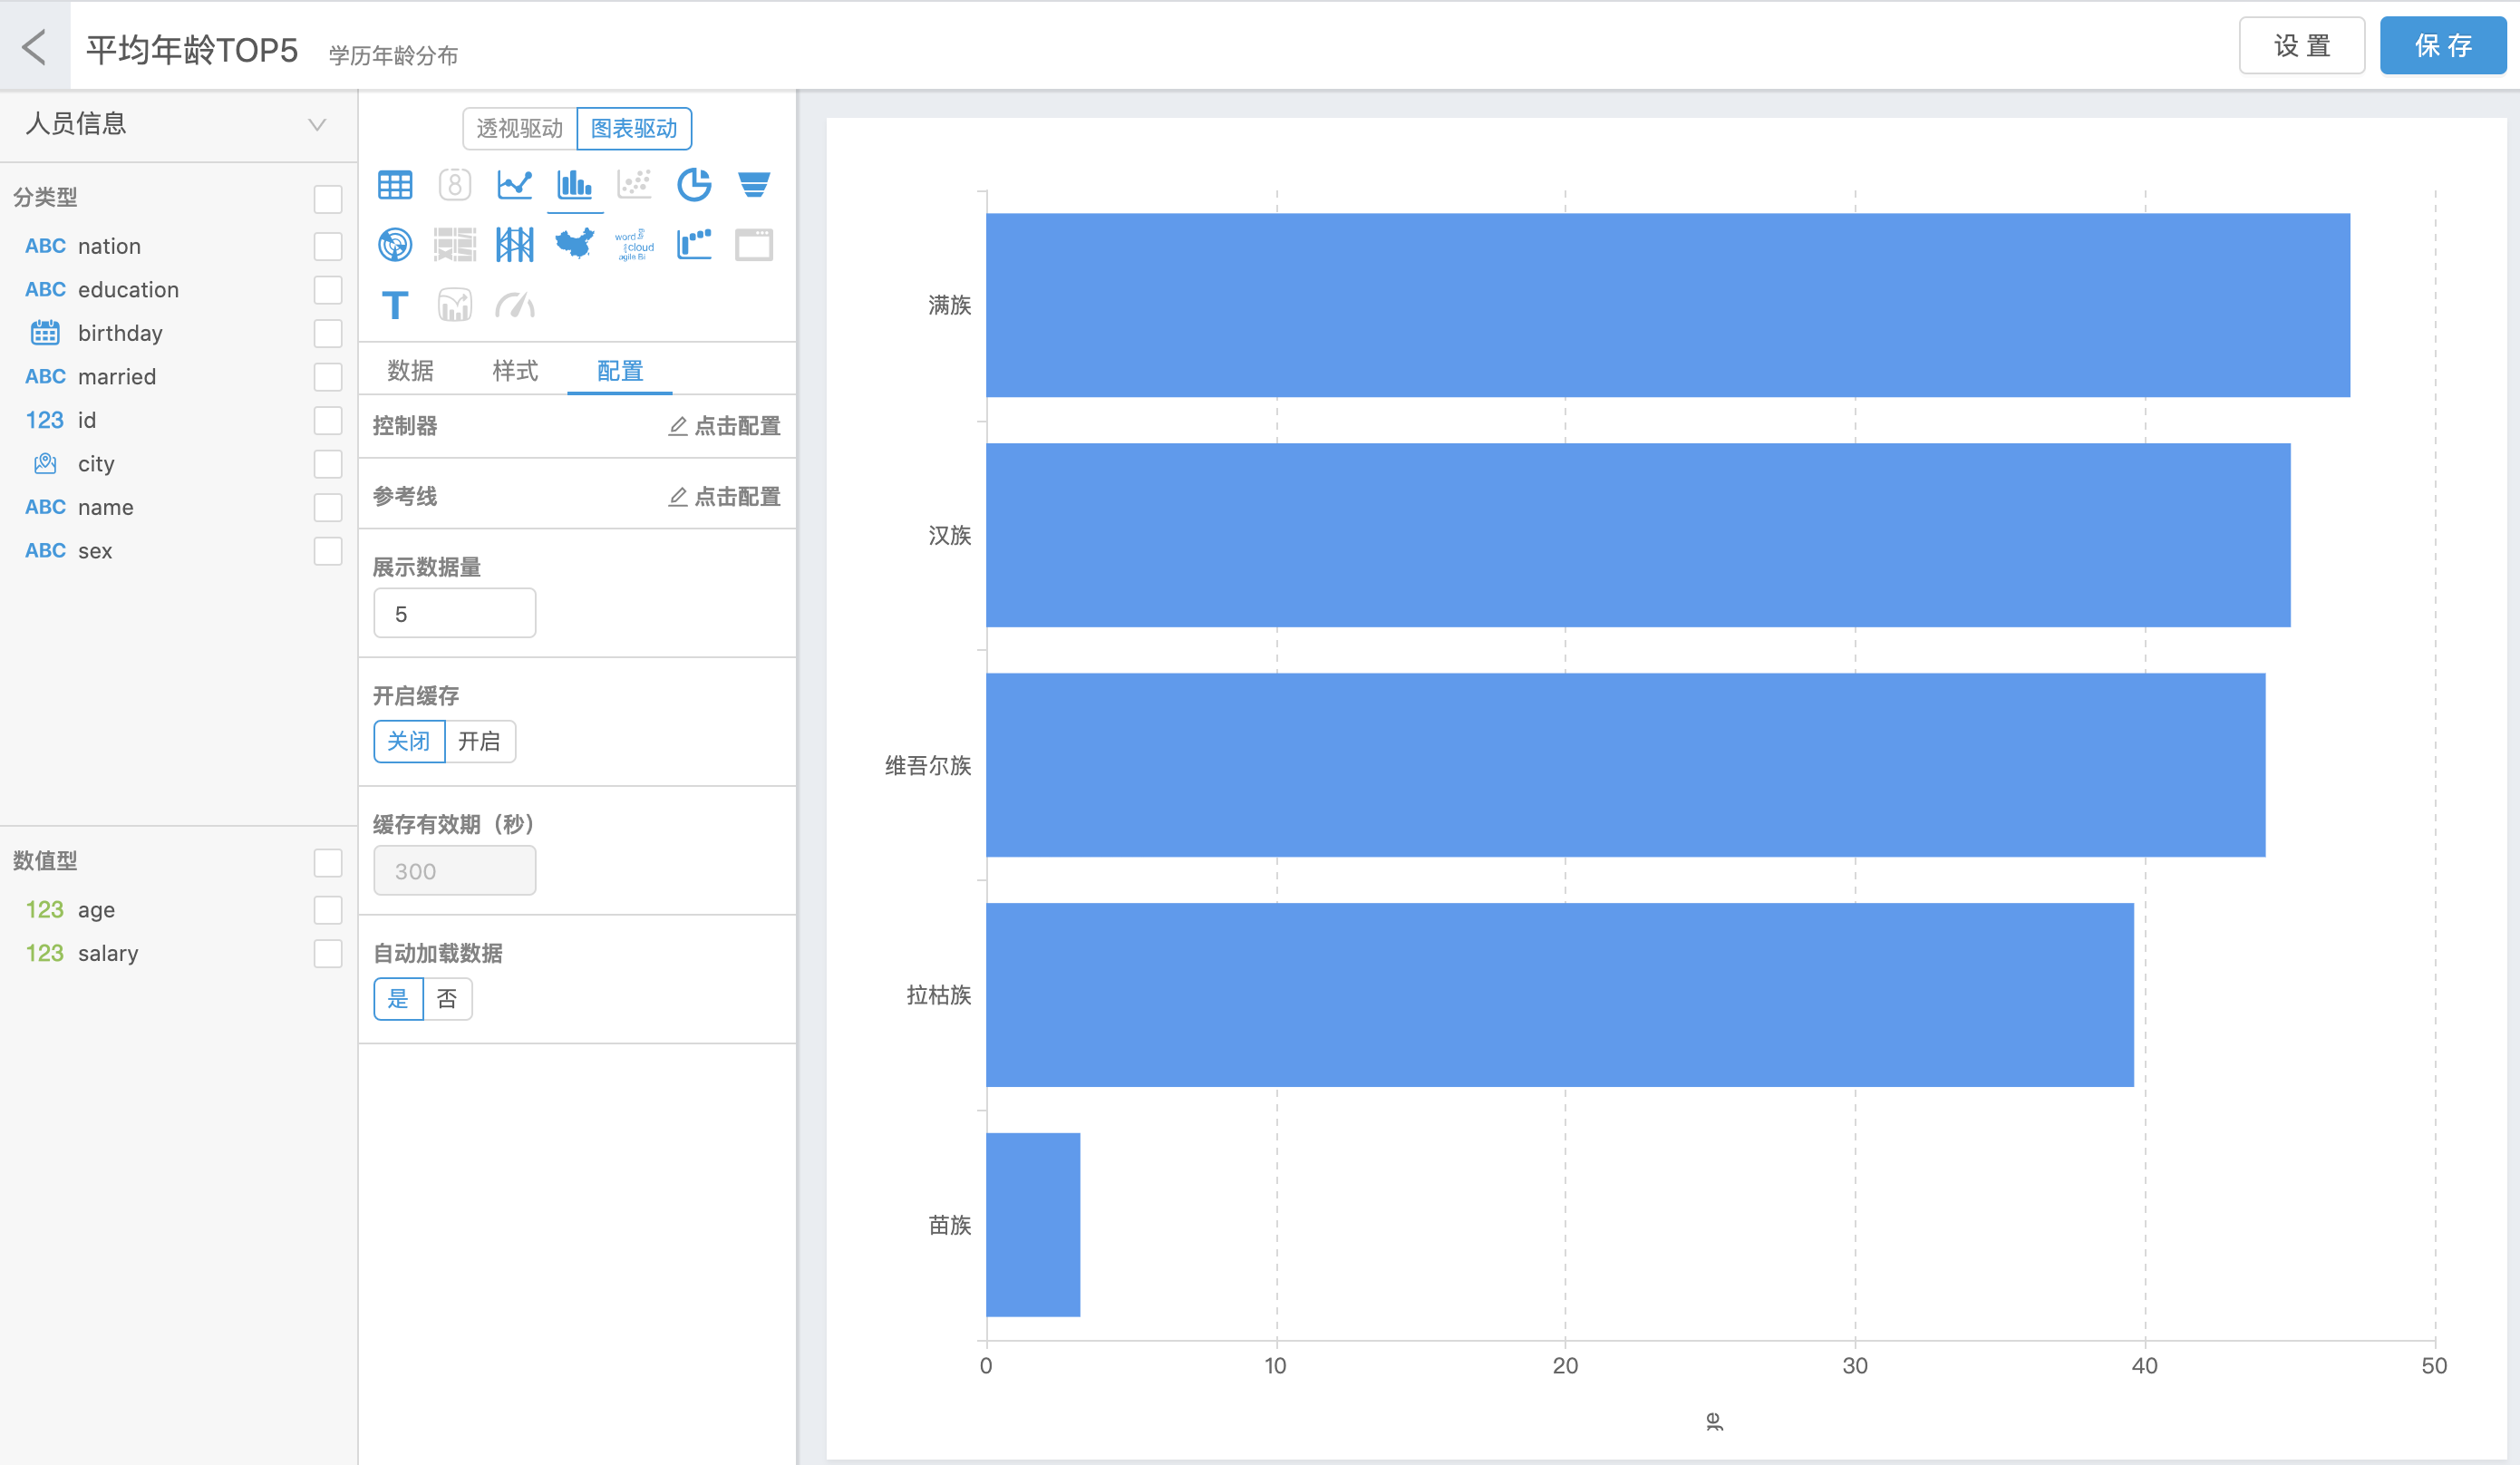 平均年龄TOP5 学历年龄分布
设 置 保 存
人员信息
分类型
ABC nation
ABC education
birthday
ABC married
123 id
city
ABC name
ABC sex
数值型
123 age
123 salary
透视驱动 图表驱动
8
word
cloud
agile BI
T
数据 样式 配置
控制器 点击配置
参考线 点击配置
展示数据量
5
开启缓存
关闭 开启
缓存有效期（秒）
300
自动加载数据
是 否
满族
汉族
维吾尔族
拉枯族
苗族
0 10 20 30 40 50